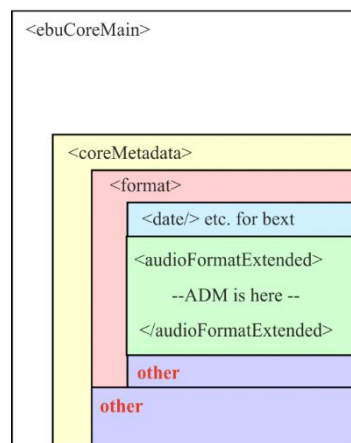 <ebuCoreMain>
<coreMetadata>
<format>
<date/> etc. for bext
<audioFormatExtended>
--ADM is here --
</audioFormatExtended>
other
other